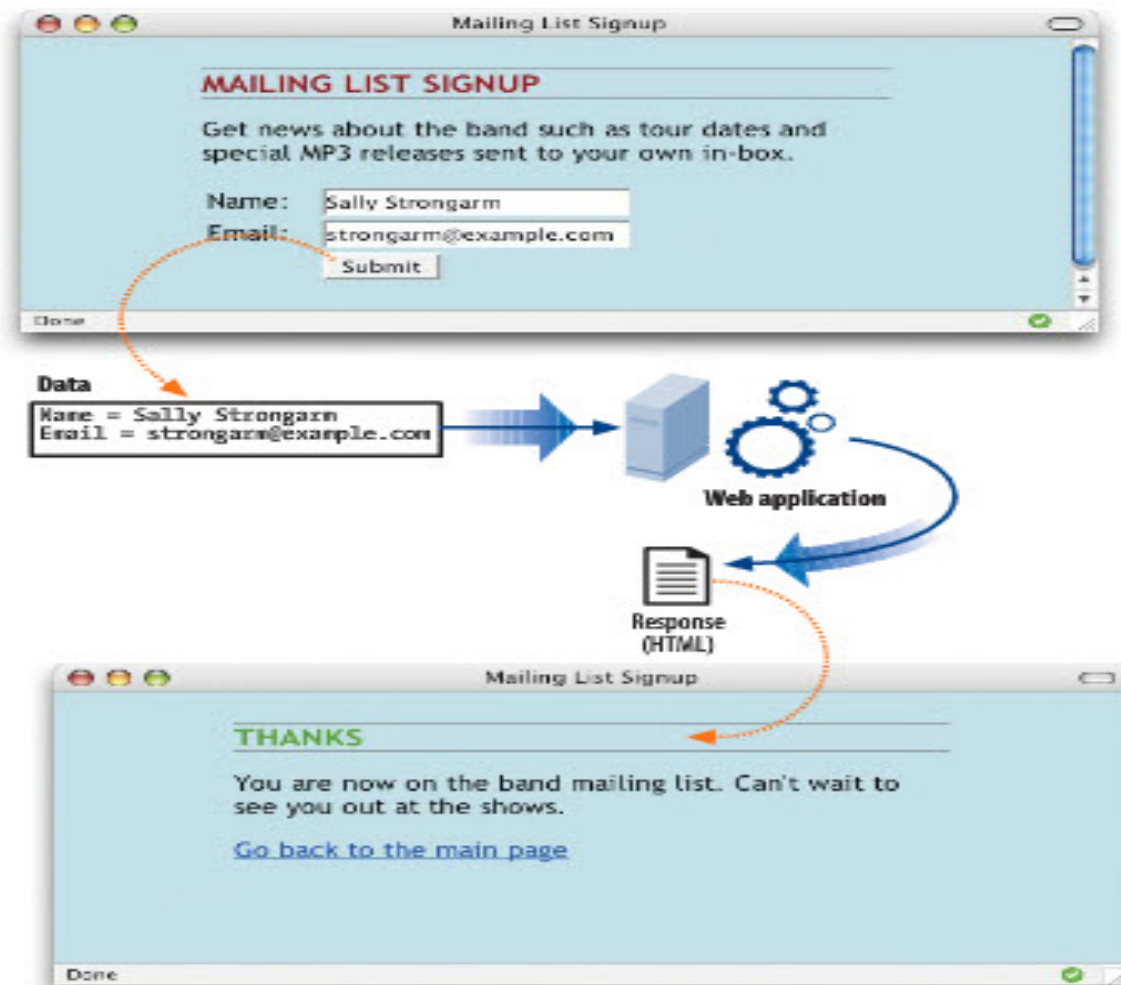 Mailing List Signup
MAILING LIST SIGNUP
Get news about the band such as tour dates and
special MP3 releases sent to your own in-box.
Name: Sally Strongarm
Email: strongarm@example.com
Submit
Done
Data
Name = Sally Strongarm
Email = strongarm@example.com
Web application
Response
(HTML)
Mailing List Signup
THANKS
You are now on the band mailing list. Can't wait to
see you out at the shows.
Go back to the main page
Done